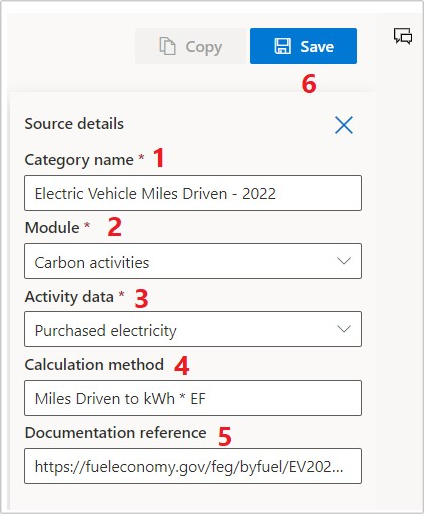 Copy Save
6
Source details
Category name * 1
Electric Vehicle Miles Driven - 2022
Module * 2
Carbon activities
Activity data * 3
Purchased electricity
Calculation method 4
Miles Driven to kWh * EF
Documentation reference 5
https://fueleconomy.gov/feg/byfuel/EV202...